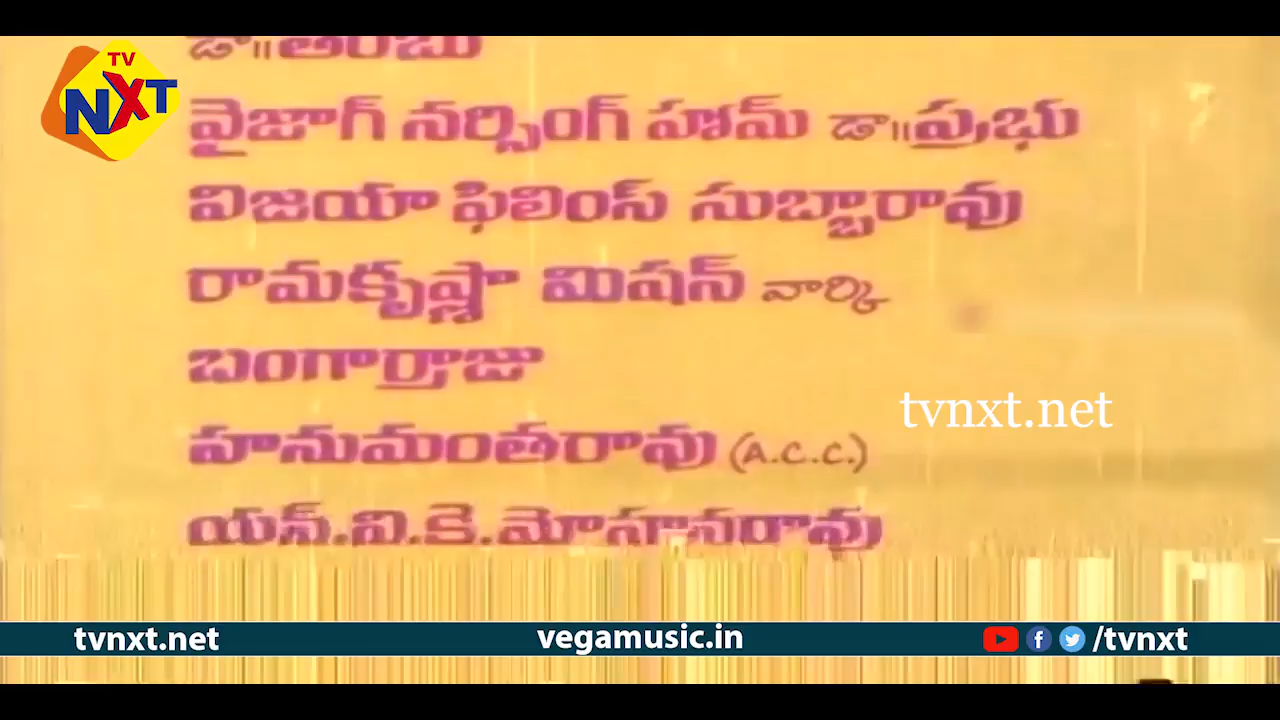 TV
NXT
డా॥
వైజాగ్ నర్సింగ్ హోమ్ డా॥ప్రభు
విజయా ఫిలింస్ సుబ్బారావు
రామకృష్ణా మిషన్ వార్కి
బంగార్రాజు
tvnxt.net
హనుమంతరావు (A.C.C.)
యన్.వి.కె.మోహనరావు
tvnxt.net
vegamusic.in
/tvnxt